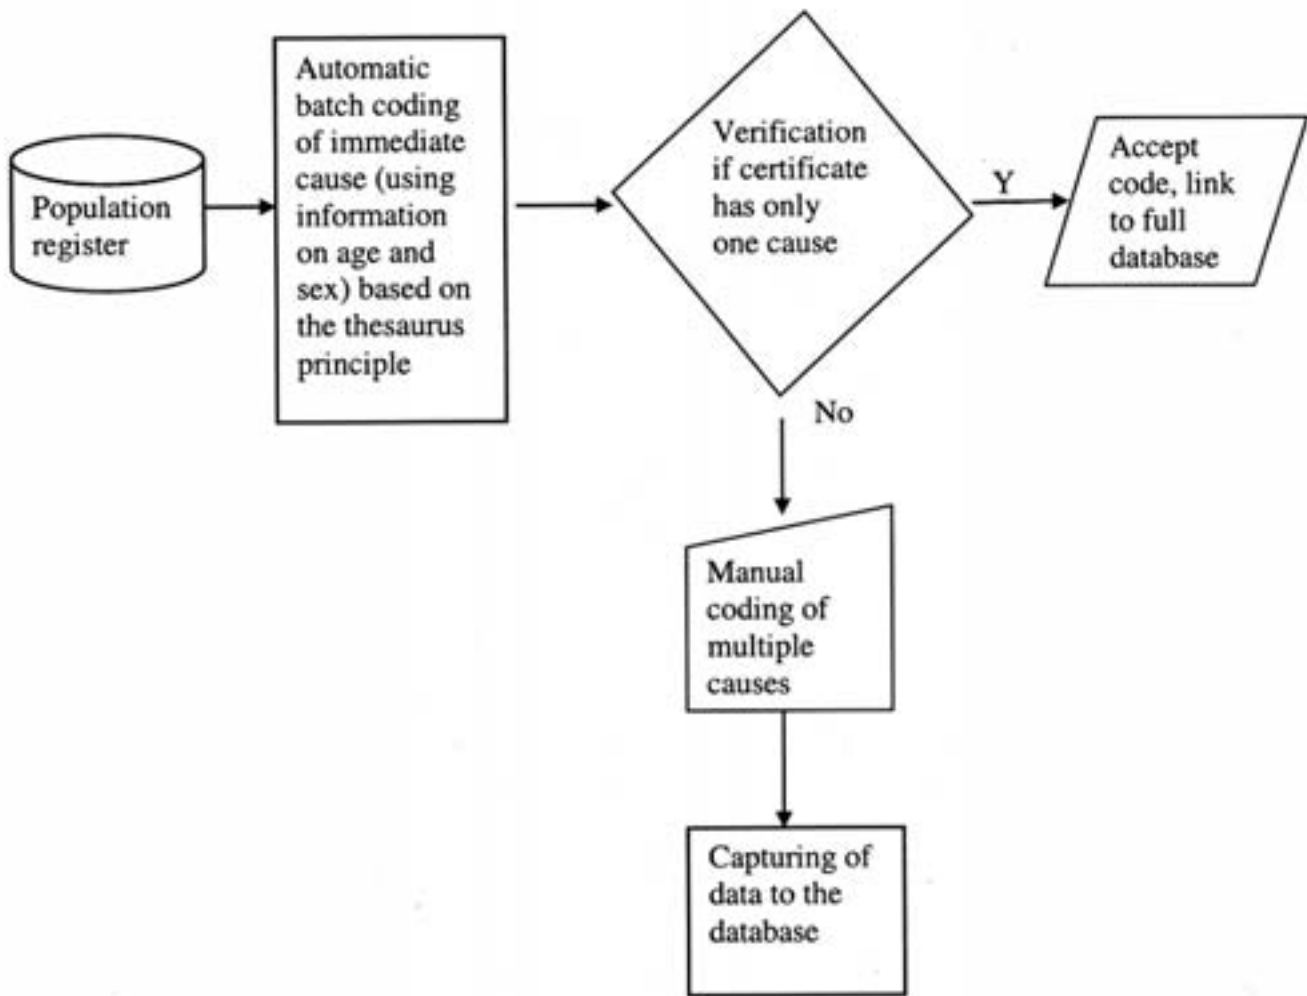 Population
register
Automatic
batch coding
of immediate
cause (using
information
on age and
sex) based on
the thesaurus
principle
Verification
if certificate
has only
one cause
Y
Accept
code, link
to full
database
No
Manual
coding of
multiple
causes
Capturing of
data to the
database